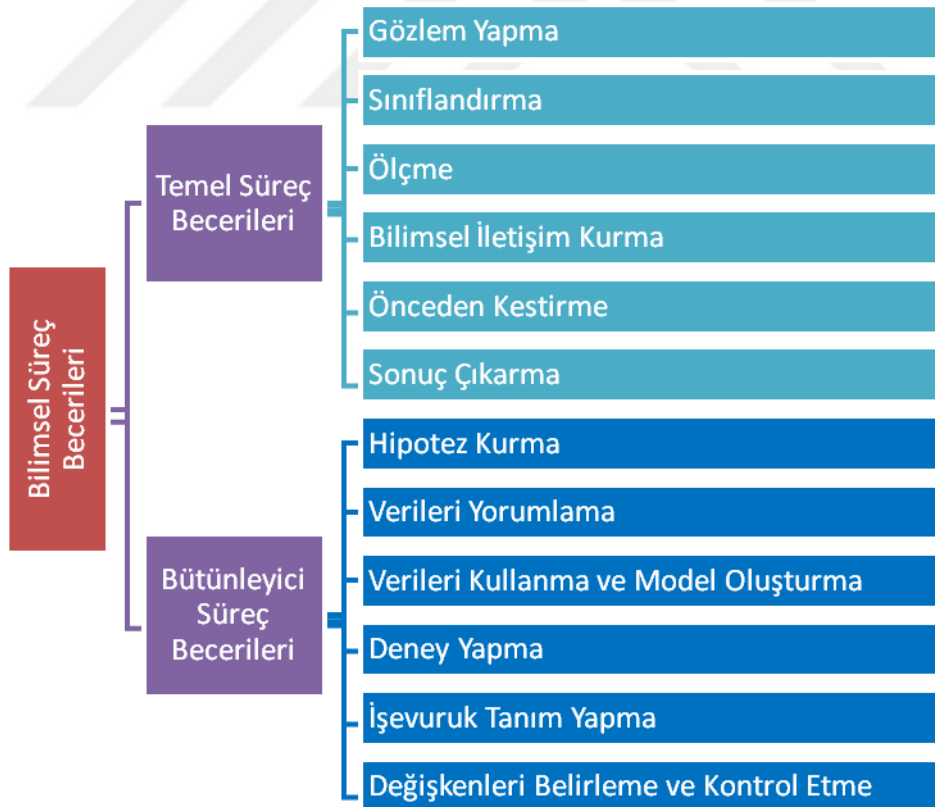 Bilimsel Süreç
Becerileri
Temel Süreç
Becerileri
Gözlem Yapma
Sınıflandırma
Ölçme
Bilimsel İletişim Kurma
Önceden Kestirme
Sonuç Çıkarma
Bütünleyici
Süreç
Becerileri
Hipotez Kurma
Verileri Yorumlama
Verileri Kullanma ve Model Oluşturma
Deney Yapma
İşevuruk Tanım Yapma
Değişkenleri Belirleme ve Kontrol Etme